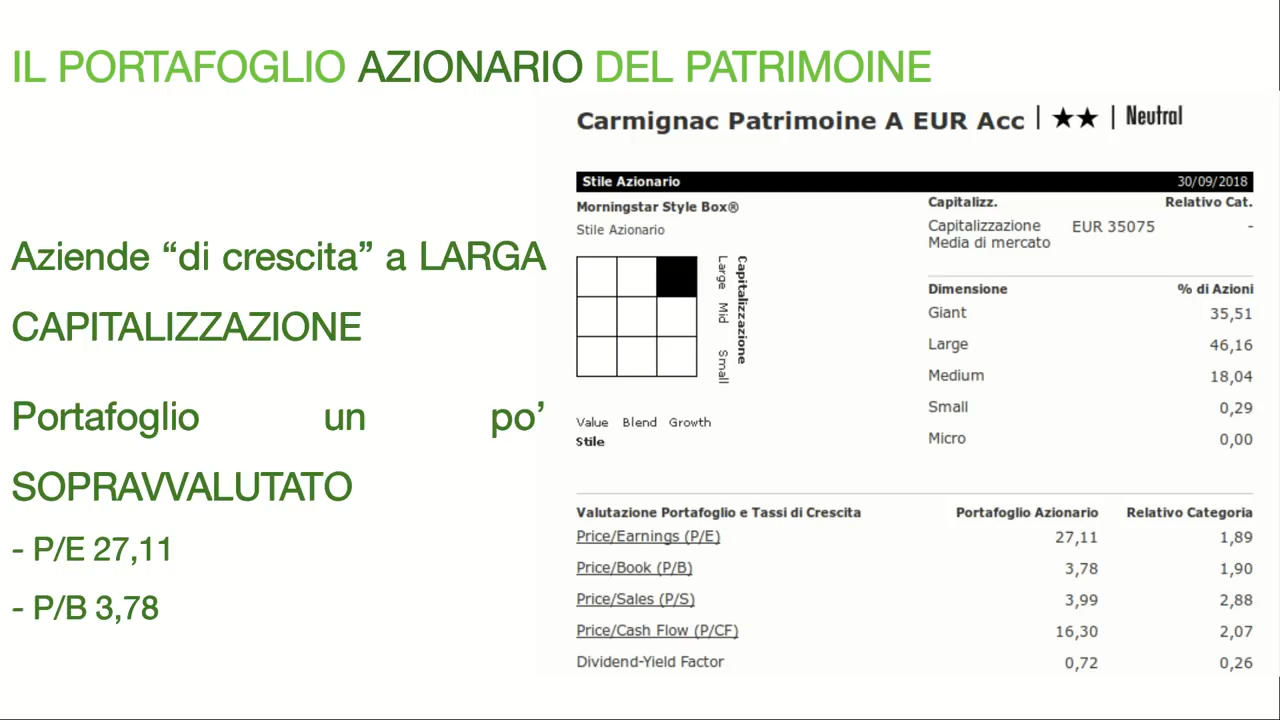 IL PORTAFOGLIO AZIONARIO DEL PATRIMOINE
Aziende “di crescita” a LARGA
CAPITALIZZAZIONE
Portafoglio un po’
SOPRAVVALUTATO
- P/E 27,11
- P/B 3,78
Carmignac Patrimoine A EUR Acc | ★★ | Neutral
Stile Azionario 30/09/2018
Morningstar Style Box®
Stile Azionario
Large Mid Small
Capitalizzazione
Value Blend Growth
Stile
Capitalizz. Relativo Cat.
Capitalizzazione EUR 35075 -
Media di mercato
Dimensione % di Azioni
Giant 35,51
Large 46,16
Medium 18,04
Small 0,29
Micro 0,00
Valutazione Portafoglio e Tassi di Crescita Portafoglio Azionario Relativo Categoria
Price/Earnings (P/E) 27,11 1,89
Price/Book (P/B) 3,78 1,90
Price/Sales (P/S) 3,99 2,88
Price/Cash Flow (P/CF) 16,30 2,07
Dividend-Yield Factor 0,72 0,26